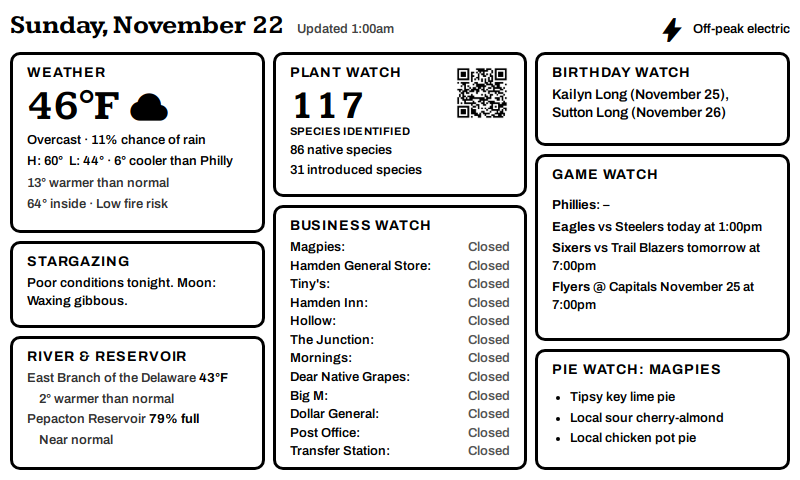 Sunday, November 22 Updated 1:00am
Off-peak electric
WEATHER
46°F
Overcast · 11% chance of rain
H: 60° L: 44° · 6° cooler than Philly
13° warmer than normal
64° inside · Low fire risk
STARGAZING
Poor conditions tonight. Moon:
Waxing gibbous.
RIVER & RESERVOIR
East Branch of the Delaware 43°F
2° warmer than normal
Pepacton Reservoir 79% full
Near normal
PLANT WATCH
117
SPECIES IDENTIFIED
86 native species
31 introduced species
BUSINESS WATCH
Magpies: Closed
Hamden General Store: Closed
Tiny's: Closed
Hamden Inn: Closed
Hollow: Closed
The Junction: Closed
Mornings: Closed
Dear Native Grapes: Closed
Big M: Closed
Dollar General: Closed
Post Office: Closed
Transfer Station: Closed
BIRTHDAY WATCH
Kailyn Long (November 25),
Sutton Long (November 26)
GAME WATCH
Phillies: –
Eagles vs Steelers today at 1:00pm
Sixers vs Trail Blazers tomorrow at
7:00pm
Flyers @ Capitals November 25 at
7:00pm
PIE WATCH: MAGPIES
• Tipsy key lime pie
• Local sour cherry-almond
• Local chicken pot pie